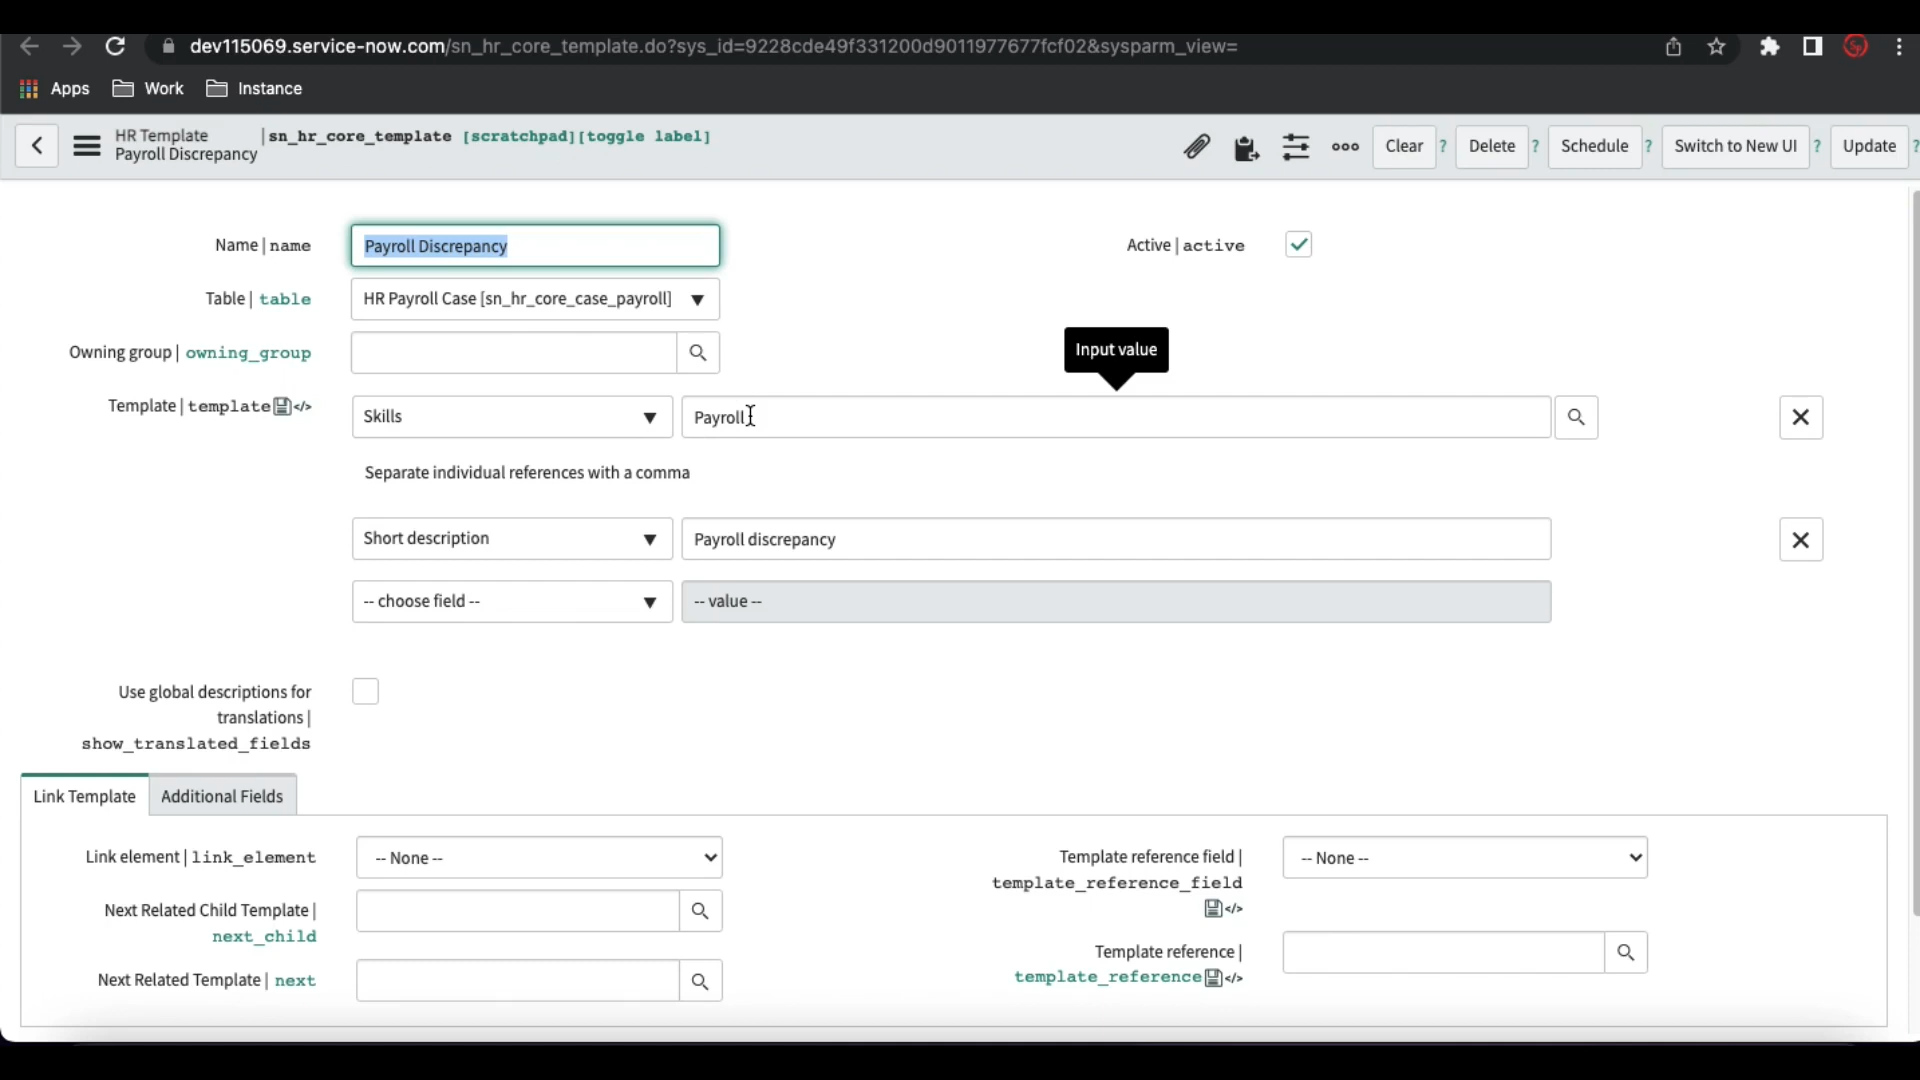 dev115069.service-now.com/sn_hr_core_template.do?sys_id=9228cde49f331200d9011977677fcf02&sysparm_view=
Apps Work Instance
HR Template |sn_hr_core_template [scratchpad][toggle label]
Payroll Discrepancy
Clear ? Delete ? Schedule ? Switch to New UI ? Update ?
Name | name Payroll Discrepancy Active | active
Table | table HR Payroll Case [sn_hr_core_case_payroll]
Owning group | owning_group
Input value
Template | template </> Skills Payroll
Separate individual references with a comma
Short description Payroll discrepancy
-- choose field -- -- value --
Use global descriptions for
translations |
show_translated_fields
Link Template Additional Fields
Link element | link_element -- None --
Template reference field | -- None --
template_reference_field
</>
Next Related Child Template |
next_child
Template reference |
template_reference </>
Next Related Template | next